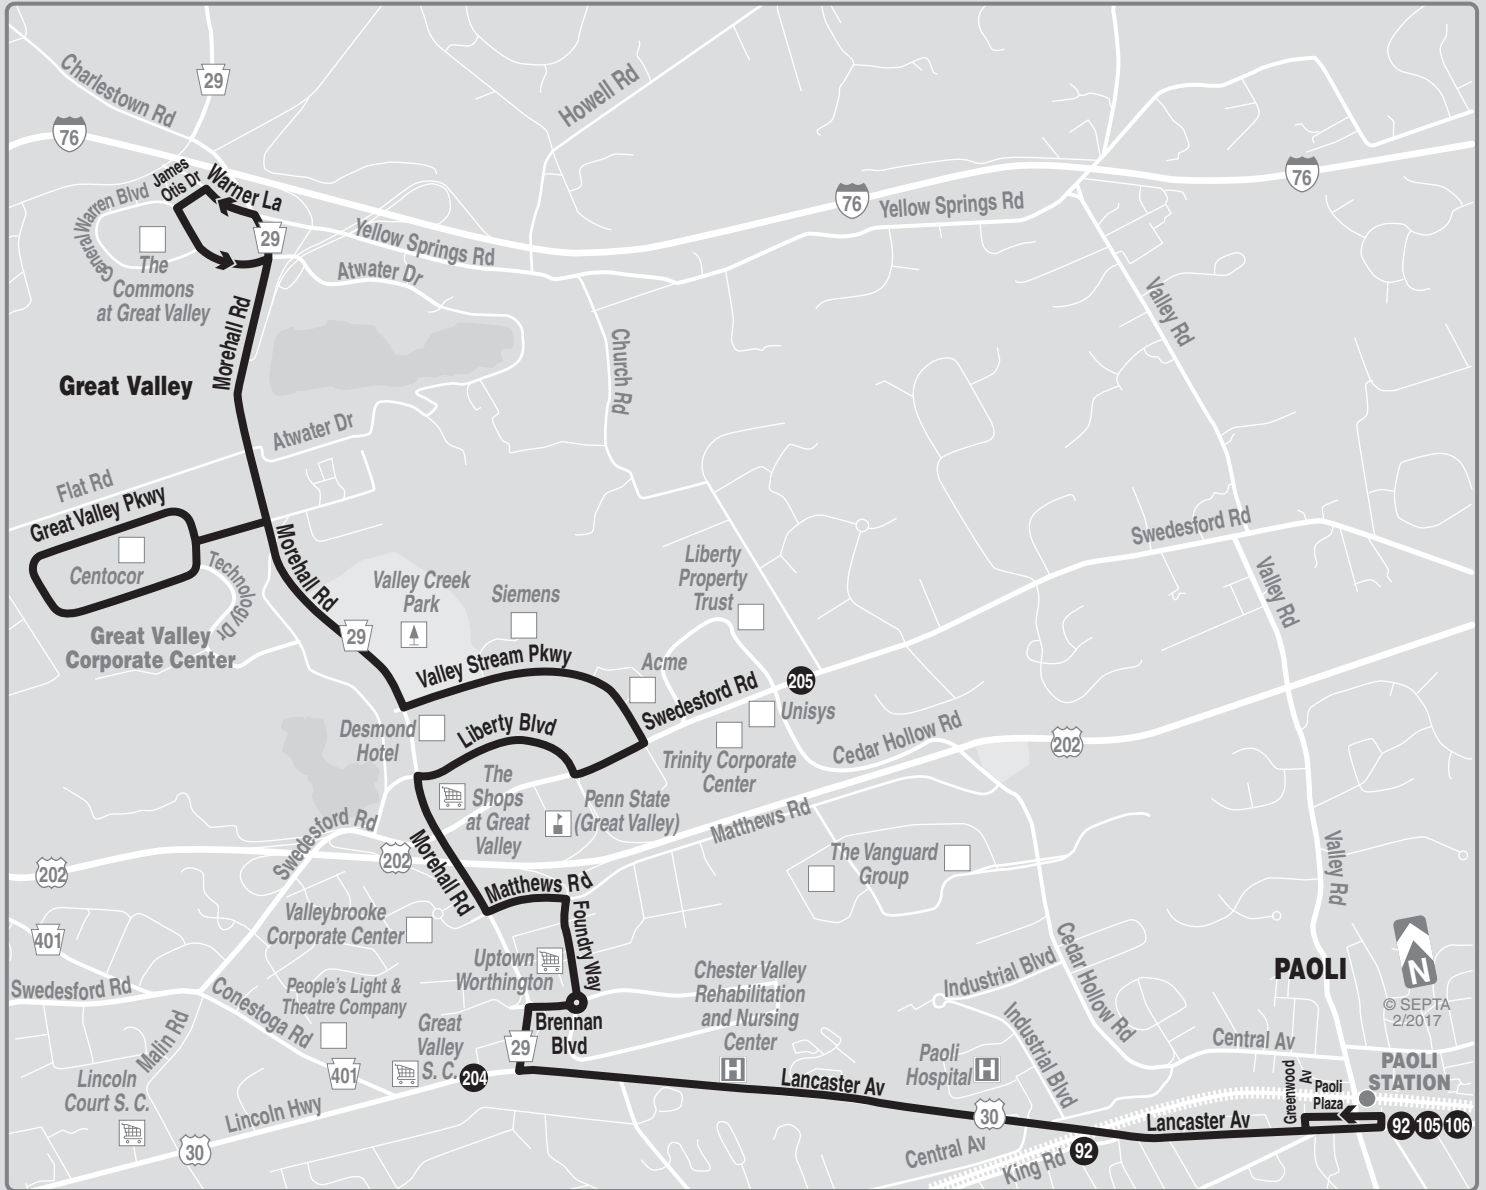 Charlestown Rd
29
Howell Rd
76
James
Otis Dr
Warner La
General Warren Blvd
29
The
Commons
at Great Valley
Yellow Springs Rd
Atwater Dr
76
Yellow Springs Rd
76
Valley Rd
Morehall Rd
Church Rd
Great Valley
Atwater Dr
Flat Rd
Great Valley Pkwy
Centocor
Technology Dr
Great Valley
Corporate Center
Morehall Rd
29
Valley Creek
Park
Siemens
Liberty
Property
Trust
Swedesford Rd
Valley Rd
Valley Stream Pkwy
Acme
Swedesford Rd
205
Unisys
Trinity Corporate
Center
Cedar Hollow Rd
202
Desmond
Hotel
Liberty Blvd
The
Shops
at Great
Valley
Penn State
(Great Valley)
Matthews Rd
Swedesford Rd
202
202
Morehall Rd
Matthews Rd
Foundry Way
The Vanguard
Group
Valley Rd
401
Valleybrooke
Corporate Center
Uptown
Worthington
Swedesford Rd
Conestoga Rd
People's Light &
Theatre Company
Chester Valley
Rehabilitation
and Nursing
Center
H
Industrial Blvd
Cedar Hollow Rd
Industrial Blvd
PAOLI
N
© SEPTA
2/2017
Malin Rd
Great
Valley
S. C.
204
401
29
Brennan
Blvd
Paoli
Hospital
H
Central Av
Greenwood
Av
Paoli
Plaza
PAOLI
STATION
Lincoln
Court S. C.
Lincoln Hwy
30
Lancaster Av
30
Lancaster Av
92
105
106
Central Av
King Rd
92